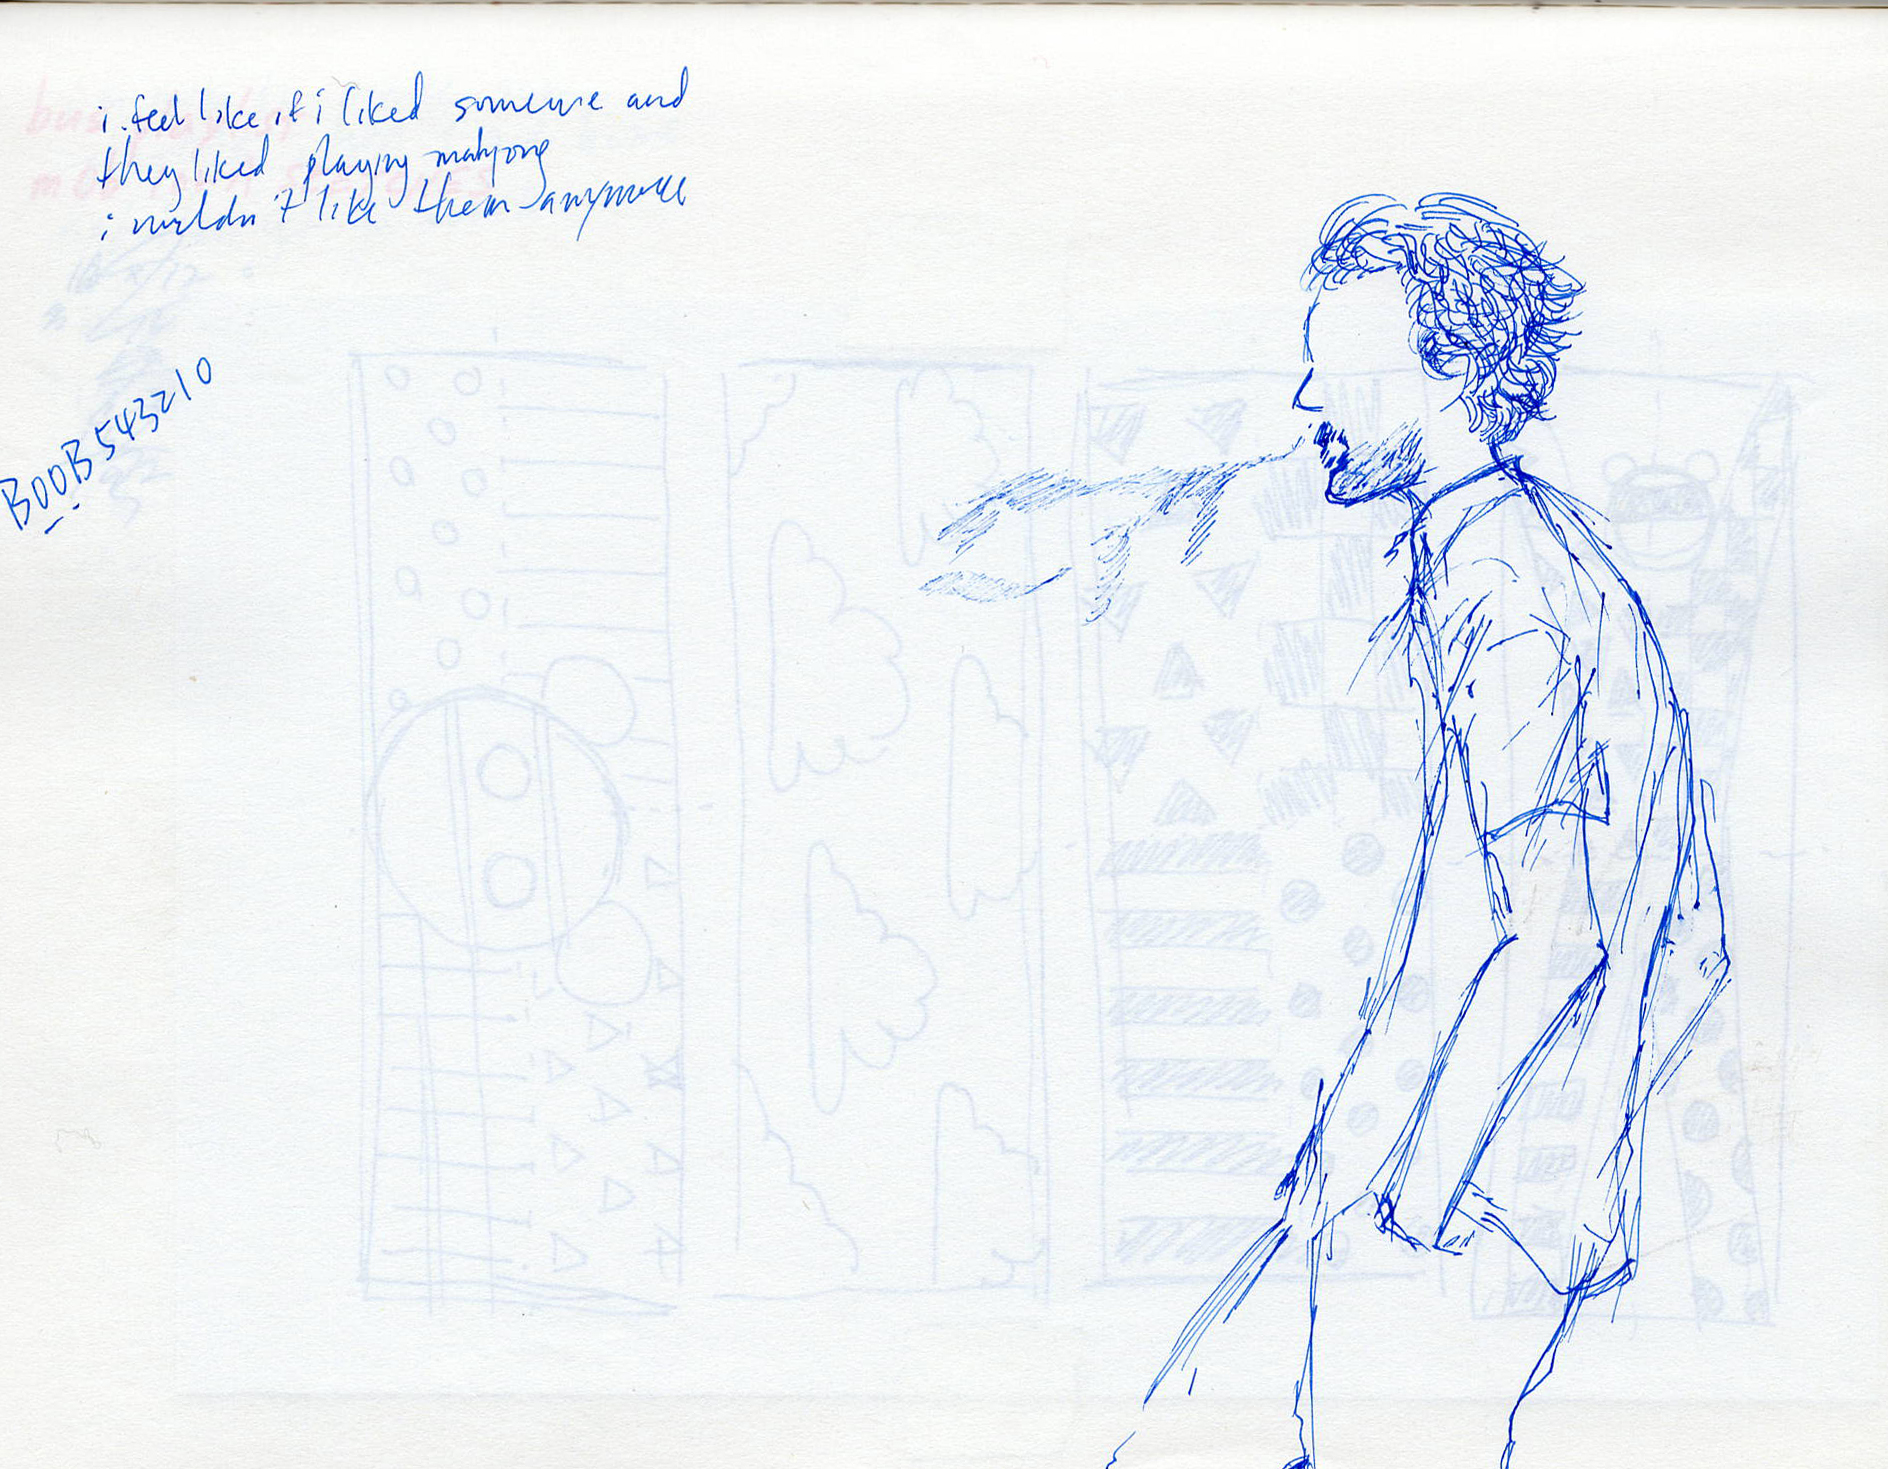 i feel like if i liked someone and
they liked playing mahjong
i wouldn't like them anymore
BOOB543210